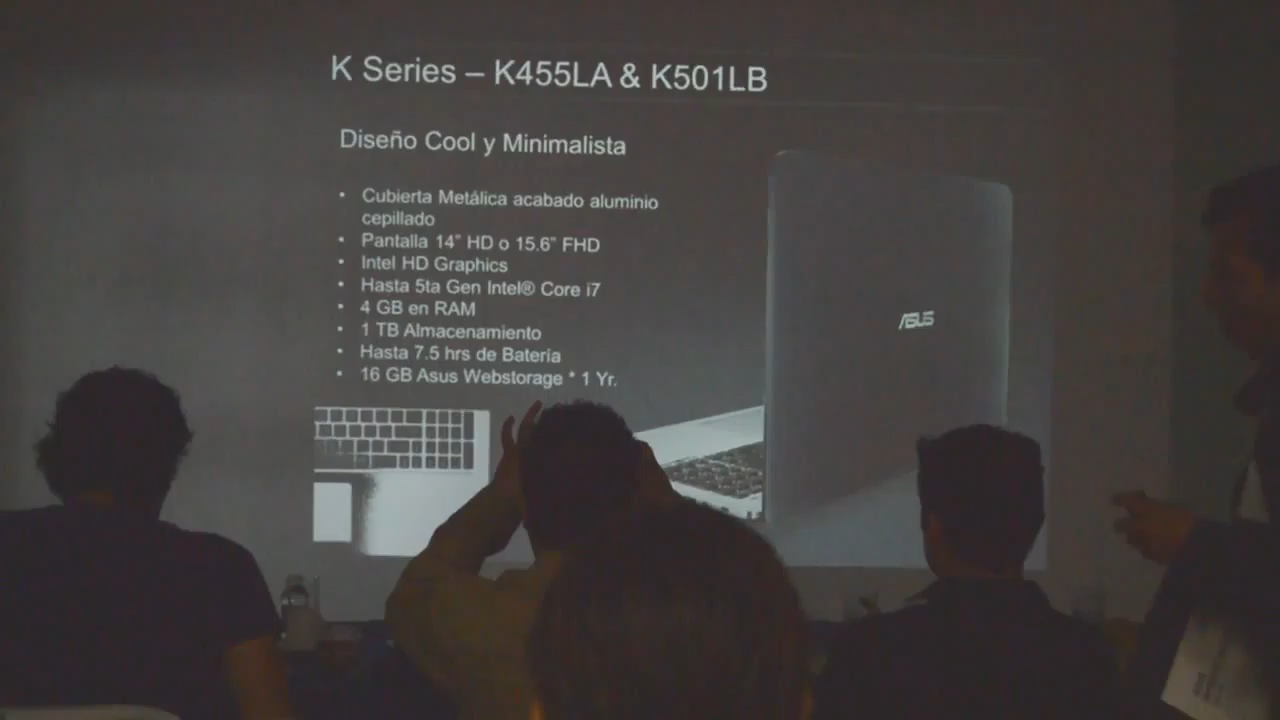 K Series – K455LA & K501LB
Diseño Cool y Minimalista
• Cubierta Metálica acabado aluminio
cepillado
• Pantalla 14" HD o 15.6" FHD
• Intel HD Graphics
• Hasta 5ta Gen Intel® Core i7
• 4 GB en RAM
• 1 TB Almacenamiento
• Hasta 7.5 hrs de Batería
• 16 GB Asus Webstorage * 1 Yr.
ASUS